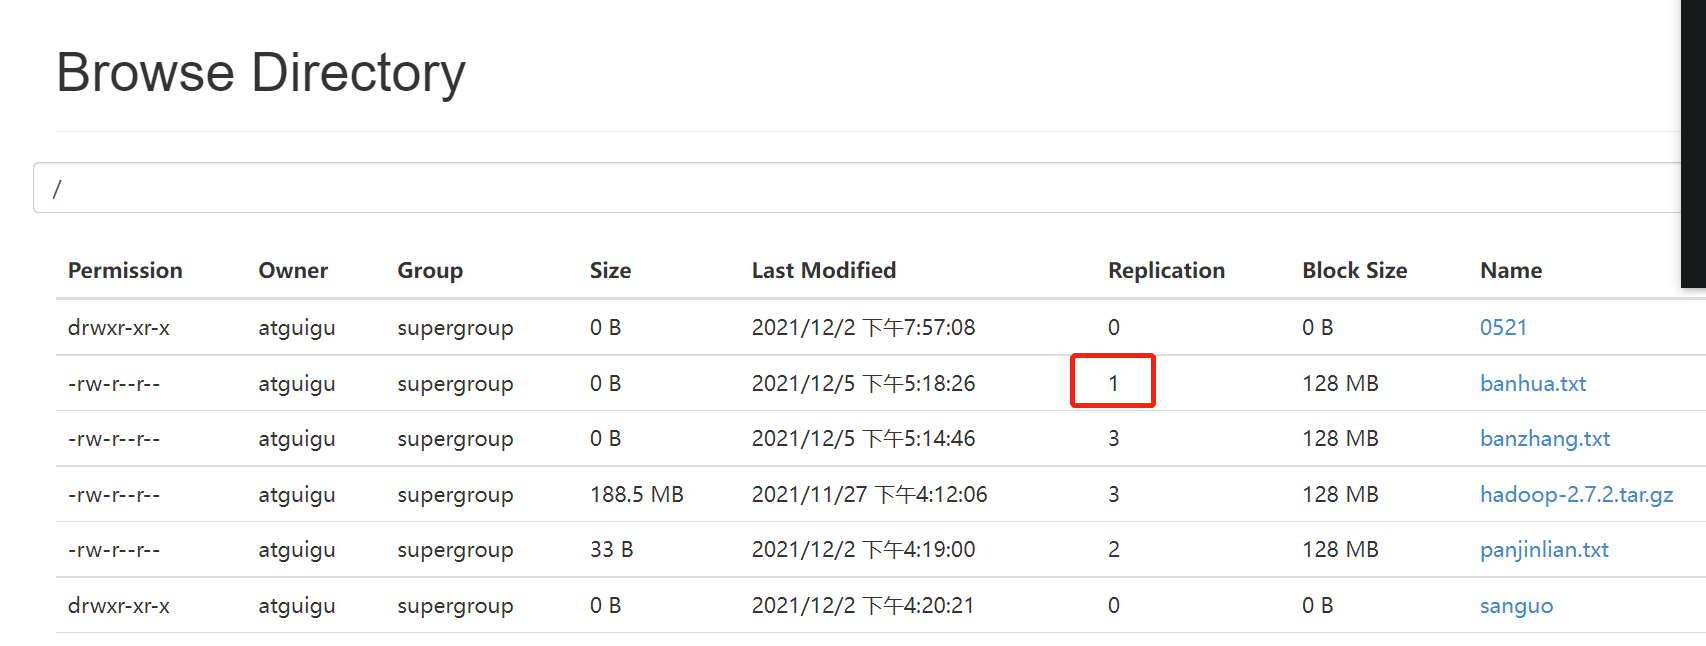 Browse Directory
/
Permission Owner Group Size Last Modified Replication Block Size Name
drwxr-xr-x atguigu supergroup 0 B 2021/12/2 下午7:57:08 0 0 B 0521
-rw-r--r-- atguigu supergroup 0 B 2021/12/5 下午5:18:26 1 128 MB banhua.txt
-rw-r--r-- atguigu supergroup 0 B 2021/12/5 下午5:14:46 3 128 MB banzhang.txt
-rw-r--r-- atguigu supergroup 188.5 MB 2021/11/27 下午4:12:06 3 128 MB hadoop-2.7.2.tar.gz
-rw-r--r-- atguigu supergroup 33 B 2021/12/2 下午4:19:00 2 128 MB panjinlian.txt
drwxr-xr-x atguigu supergroup 0 B 2021/12/2 下午4:20:21 0 0 B sanguo